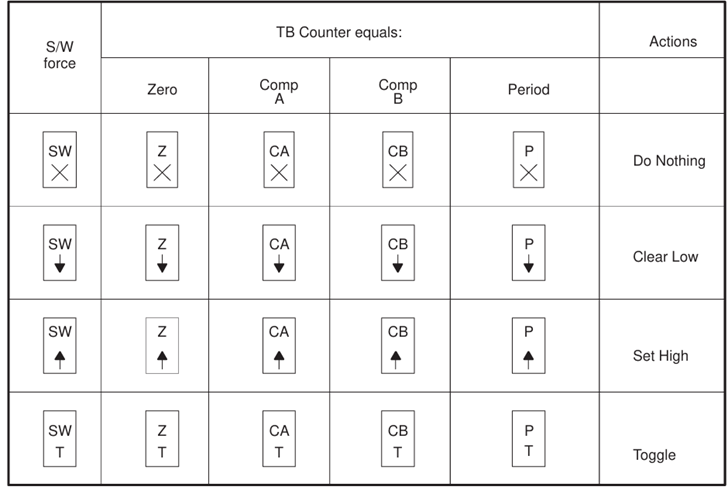 S/W
force
TB Counter equals:
Actions
Zero
Comp
A
Comp
B
Period
SW
Z
CA
CB
P
Do Nothing
SW
Z
CA
CB
P
Clear Low
SW
Z
CA
CB
P
Set High
SW
T
Z
T
CA
T
CB
T
P
T
Toggle